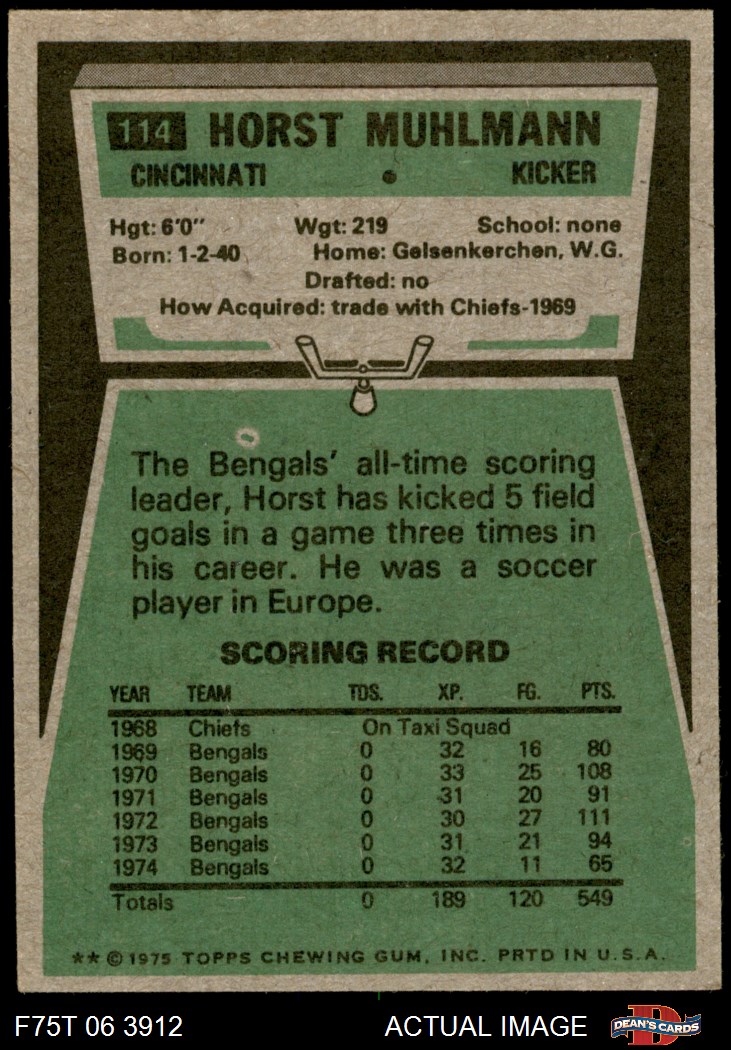 114 HORST MUHLMANN
CINCINNATI • KICKER
Hgt: 6'0" Wgt: 219 School: none
Born: 1-2-40 Home: Gelsenkerchen, W.G.
Drafted: no
How Acquired: trade with Chiefs-1969
The Bengals' all-time scoring
leader, Horst has kicked 5 field
goals in a game three times in
his career. He was a soccer
player in Europe.
SCORING RECORD
YEAR TEAM TDS. XP. FG. PTS.
1968 Chiefs On Taxi Squad
1969 Bengals 0 32 16 80
1970 Bengals 0 33 25 108
1971 Bengals 0 31 20 91
1972 Bengals 0 30 27 111
1973 Bengals 0 31 21 94
1974 Bengals 0 32 11 65
Totals 0 189 120 549
**©1975 TOPPS CHEWING GUM, INC. PRTD IN U.S.A.
F75T 06 3912 ACTUAL IMAGE D DEAN'S CARDS